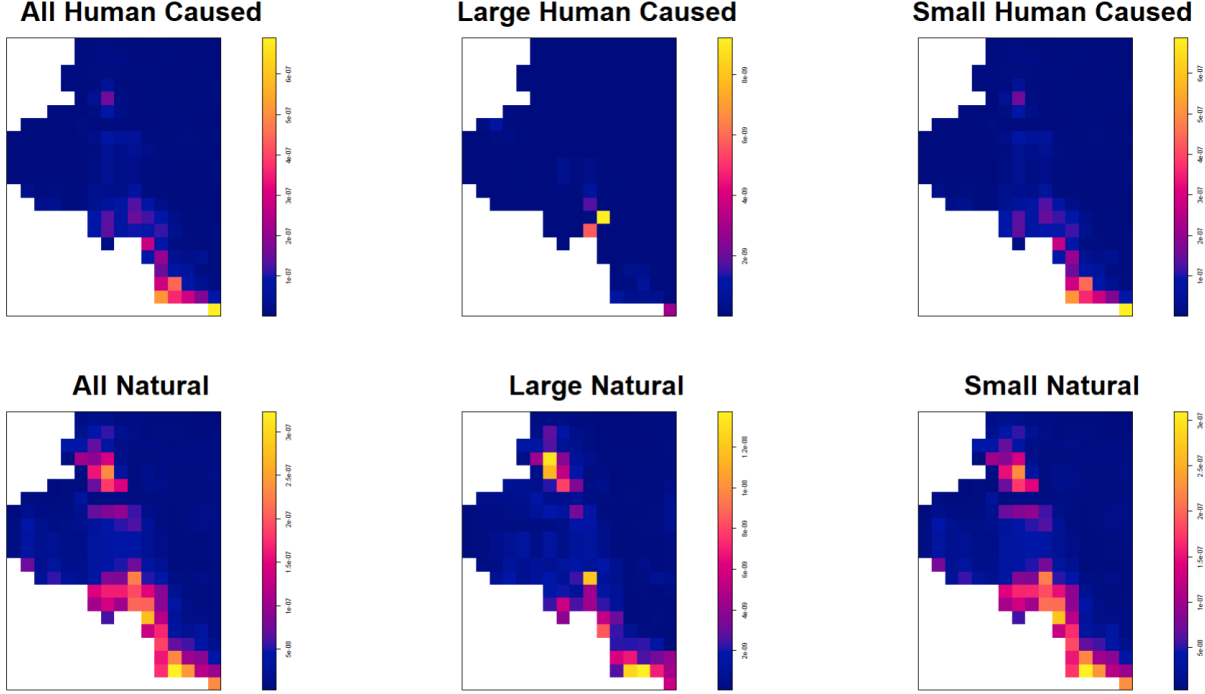 All Human Caused
Large Human Caused
Small Human Caused
6e-07
5e-07
4e-07
3e-07
2e-07
1e-07
8e-09
6e-09
4e-09
2e-09
6e-07
5e-07
4e-07
3e-07
2e-07
1e-07
All Natural
Large Natural
Small Natural
3e-07
2.5e-07
2e-07
1.5e-07
1e-07
5e-08
1.2e-08
1e-08
8e-09
6e-09
4e-09
2e-09
3e-07
2.5e-07
2e-07
1.5e-07
1e-07
5e-08